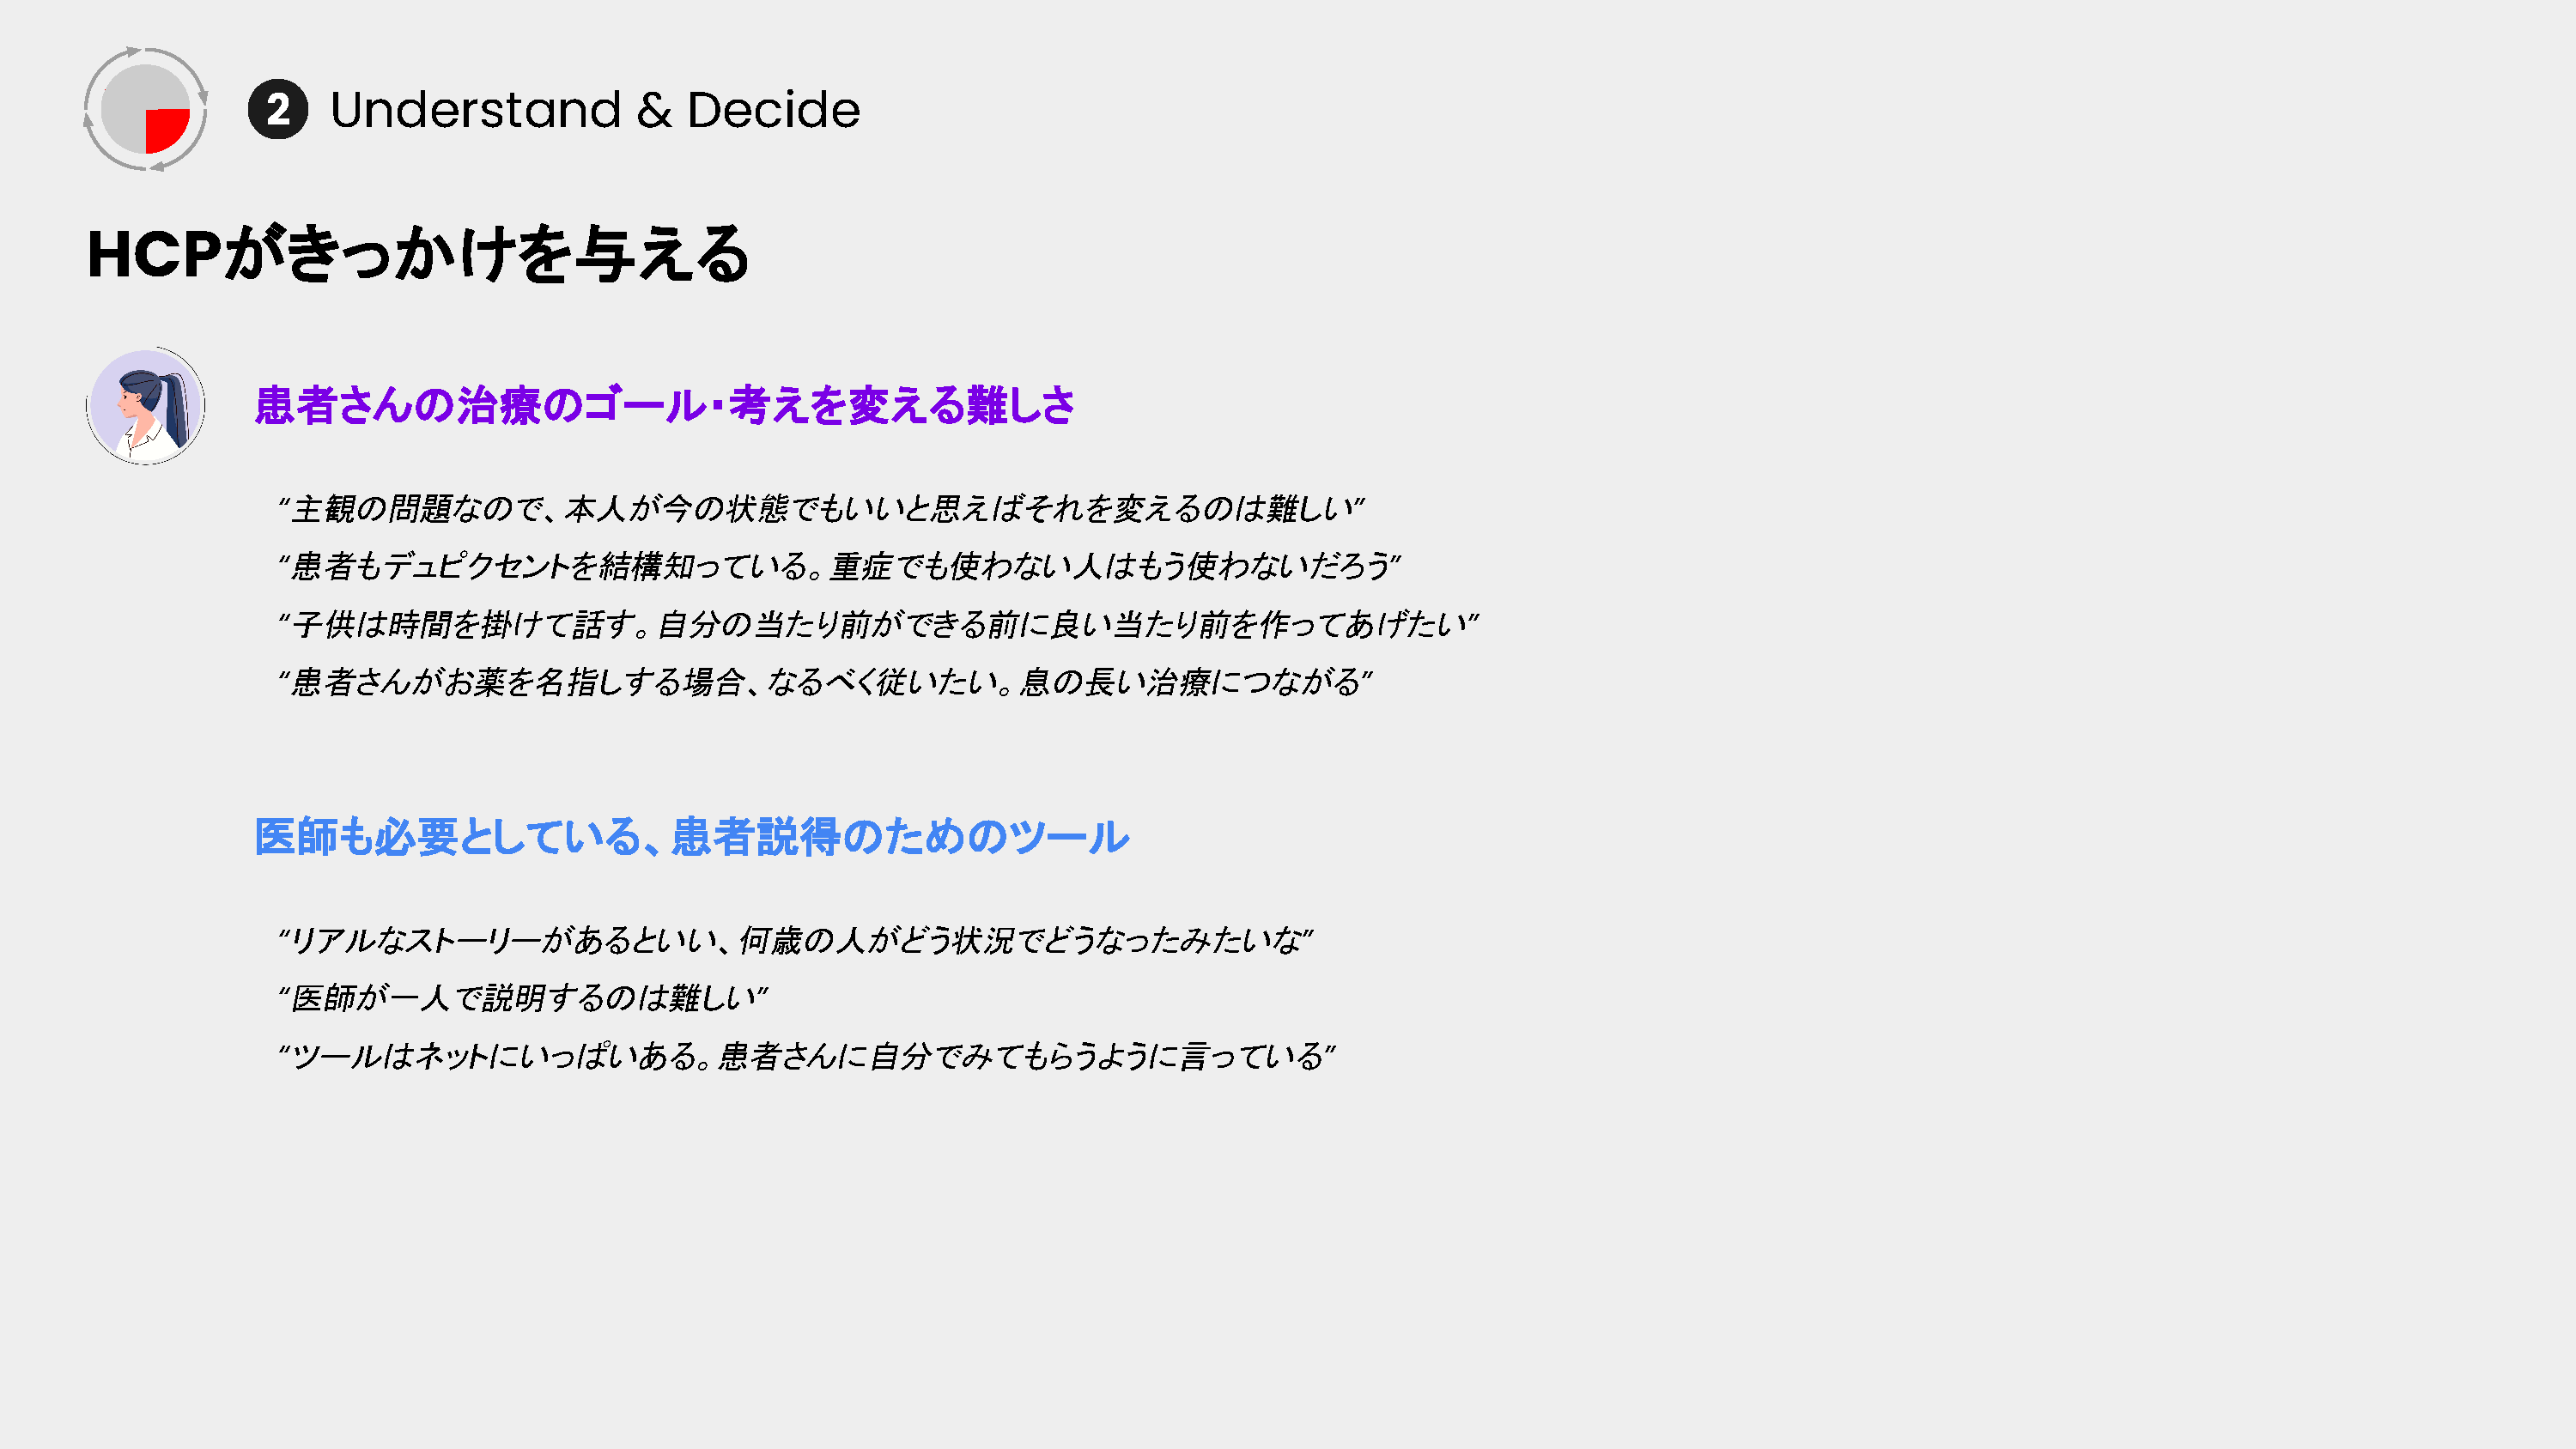 2 Understand & Decide
HCPがきっかけを与える
患者さんの治療のゴール・考えを変える難しさ
“主観の問題なので、本人が今の状態でもいいと思えばそれを変えるのは難しい”
“患者もデュピクセントを結構知っている。重症でも使わない人はもう使わないだろう”
“子供は時間を掛けて話す。自分の当たり前ができる前に良い当たり前を作ってあげたい”
“患者さんがお薬を名指しする場合、なるべく従いたい。息の長い治療につながる”
医師も必要としている、患者説得のためのツール
“リアルなストーリーがあるといい、何歳の人がどう状況でどうなったみたいな”
“医師が一人で説明するのは難しい”
“ツールはネットにいっぱいある。患者さんに自分でみてもらうように言っている”